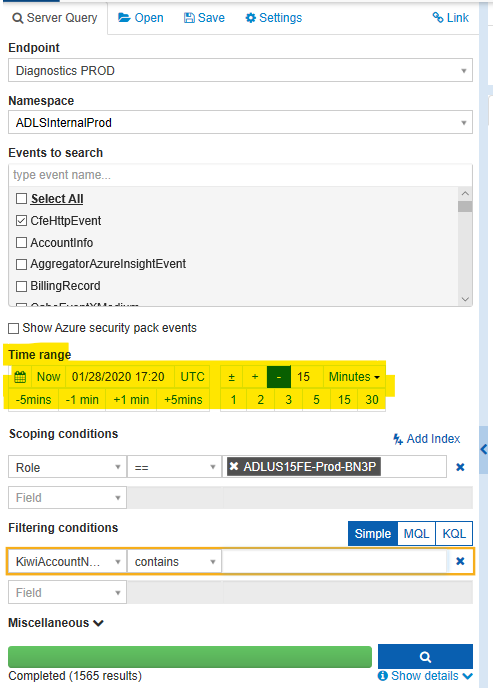 Server Query Open Save Settings Link
Endpoint
Diagnostics PROD
Namespace
ADLSInternalProd
Events to search
type event name...
Select All
CfeHttpEvent
AccountInfo
AggregatorAzureInsightEvent
BillingRecord
Show Azure security pack events
Time range
Now 01/28/2020 17:20 UTC ± + - 15 Minutes
-5mins -1 min +1 min +5mins 1 2 3 5 15 30
Scoping conditions
Add Index
Role == ADLUS15FE-Prod-BN3P
Field
Filtering conditions Simple MQL KQL
KiwiAccountN... contains
Field
Miscellaneous
Completed (1565 results) Show details